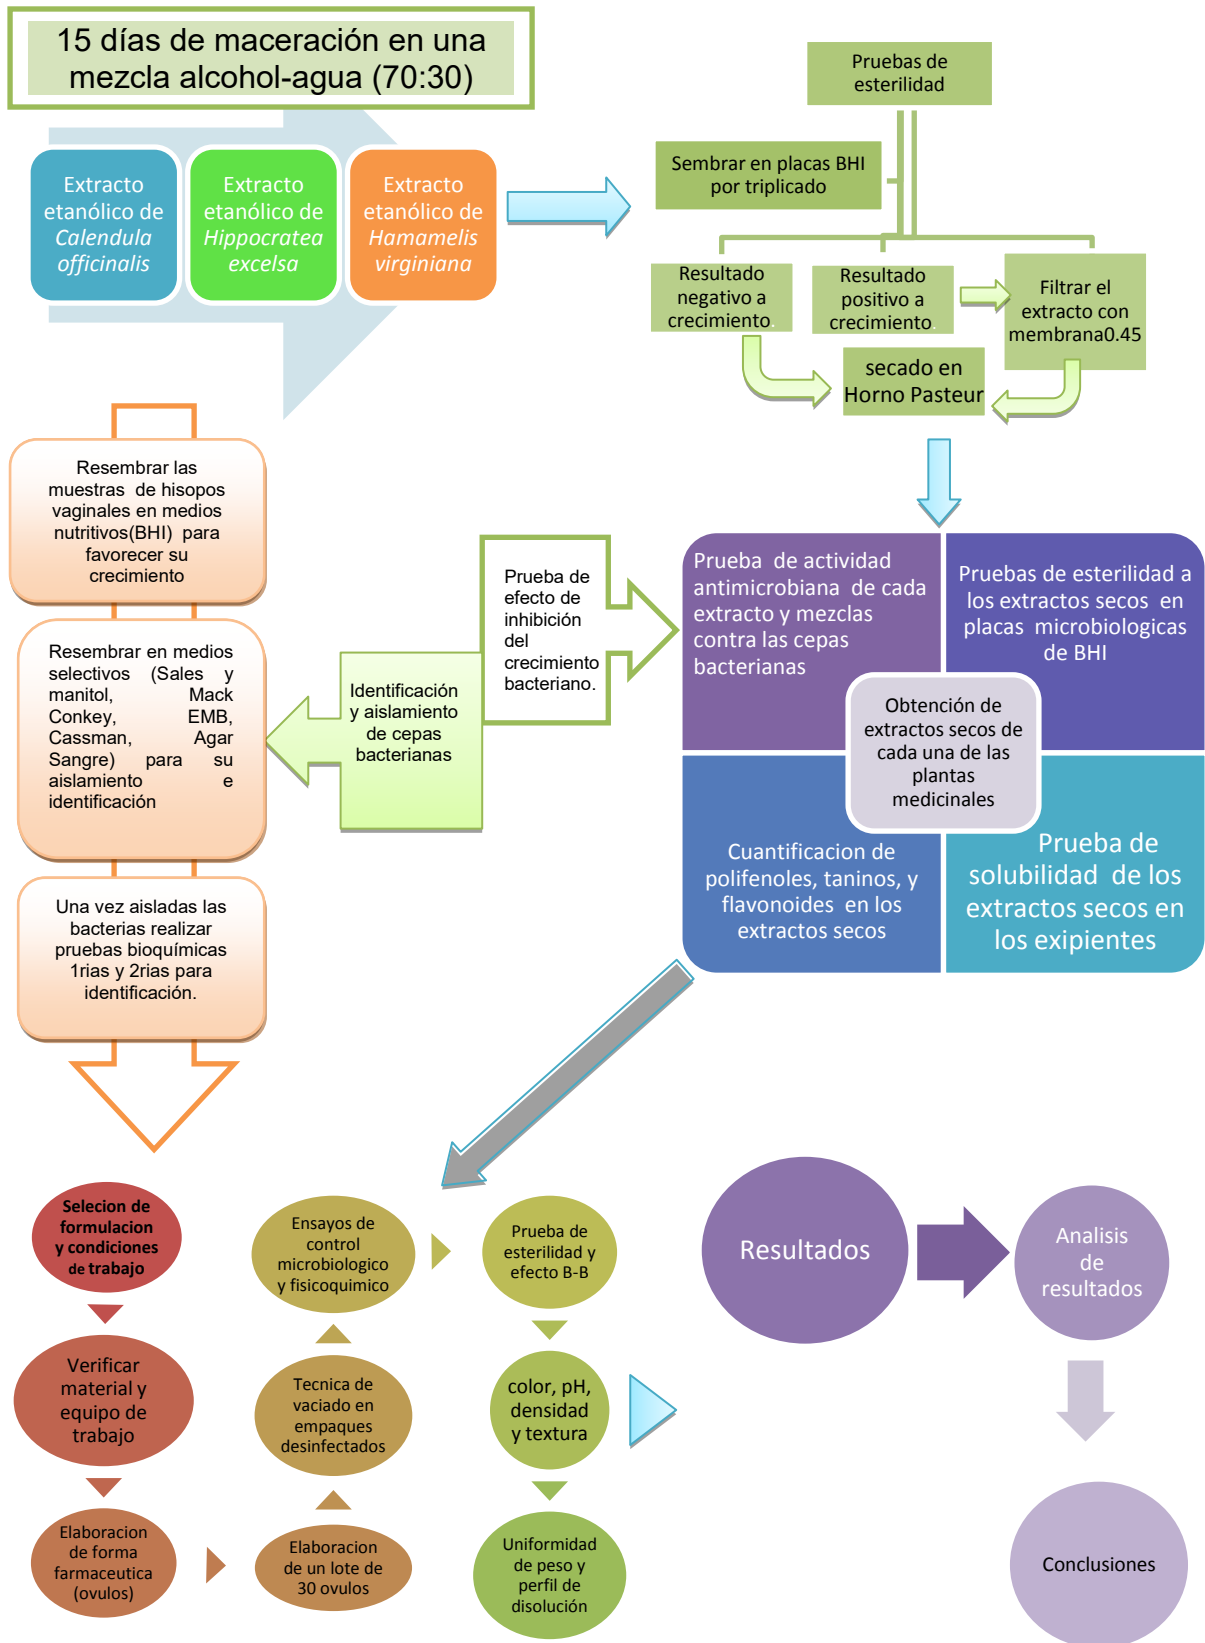 15 días de maceración en una
mezcla alcohol-agua (70:30)
Extracto
etanólico de
Calendula
officinalis
Extracto
etanólico de
Hippocratea
excelsa
Extracto
etanólico de
Hamamelis
virginiana
Pruebas de
esterilidad
Sembrar en placas BHI
por triplicado
Resultado
negativo a
crecimiento.
Resultado
positivo a
crecimiento.
Filtrar el
extracto con
membrana0.45
secado en
Horno Pasteur
Resembrar las
muestras de hisopos
vaginales en medios
nutritivos(BHI) para
favorecer su
crecimiento
Resembrar en medios
selectivos (Sales y
manitol, Mack
Conkey, EMB,
Cassman, Agar
Sangre) para su
aislamiento e
identificación
Una vez aisladas las
bacterias realizar
pruebas bioquímicas
1rias y 2rias para
identificación.
Identificación
y aislamiento
de cepas
bacterianas
Prueba de
efecto de
inhibición
del
crecimiento
bacteriano.
Prueba de actividad
antimicrobiana de cada
extracto y mezclas
contra las cepas
bacterianas
Pruebas de esterilidad a
los extractos secos en
placas microbiologicas
de BHI
Obtención de
extractos secos de
cada una de las
plantas
medicinales
Cuantificacion de
polifenoles, taninos, y
flavonoides en los
extractos secos
Prueba de
solubilidad de los
extractos secos en
los exipientes
Selecion de
formulacion
y condiciones
de trabajo
Verificar
material y
equipo de
trabajo
Elaboracion
de forma
farmaceutica
(ovulos)
Elaboracion
de un lote de
30 ovulos
Tecnica de
vaciado en
empaques
desinfectados
Ensayos de
control
microbiologico
y fisicoquimico
Prueba de
esterilidad y
efecto B-B
color, pH,
densidad
y textura
Uniformidad
de peso y
perfil de
disolución
Resultados
Analisis
de
resultados
Conclusiones